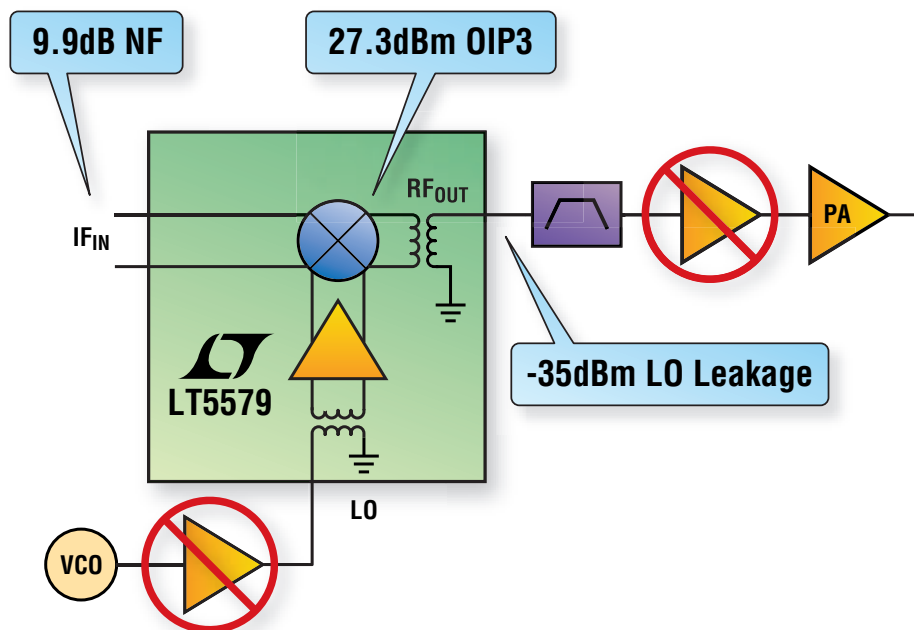 9.9dB NF
27.3dBm OIP3
RFOUT
IFIN
PA
-35dBm LO Leakage
LT5579
LO
VCO